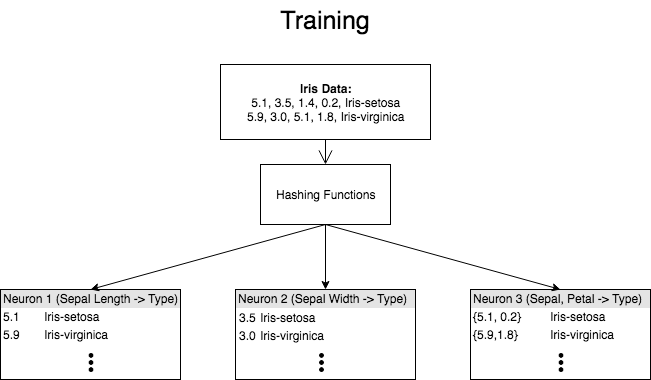 Training
Iris Data:
5.1, 3.5, 1.4, 0.2, Iris-setosa
5.9, 3.0, 5.1, 1.8, Iris-virginica
Hashing Functions
Neuron 1 (Sepal Length -> Type)
5.1 Iris-setosa
5.9 Iris-virginica
Neuron 2 (Sepal Width -> Type)
3.5 Iris-setosa
3.0 Iris-virginica
Neuron 3 (Sepal, Petal -> Type)
{5.1, 0.2} Iris-setosa
{5.9,1.8} Iris-virginica